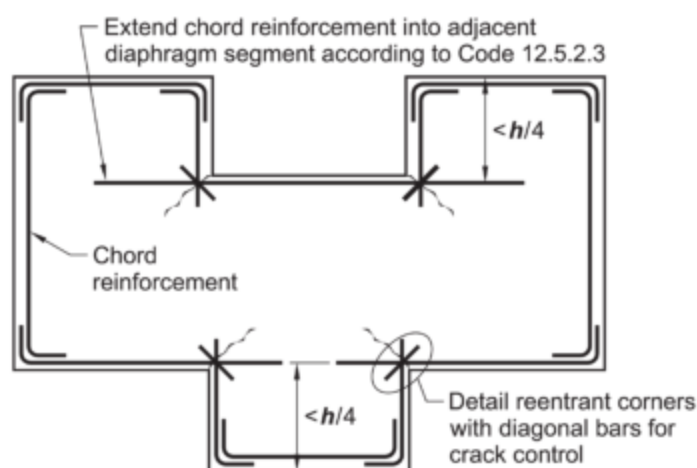 Extend chord reinforcement into adjacent
diaphragm segment according to Code 12.5.2.3
<h/4
Chord
reinforcement
<h/4
Detail reentrant corners
with diagonal bars for
crack control